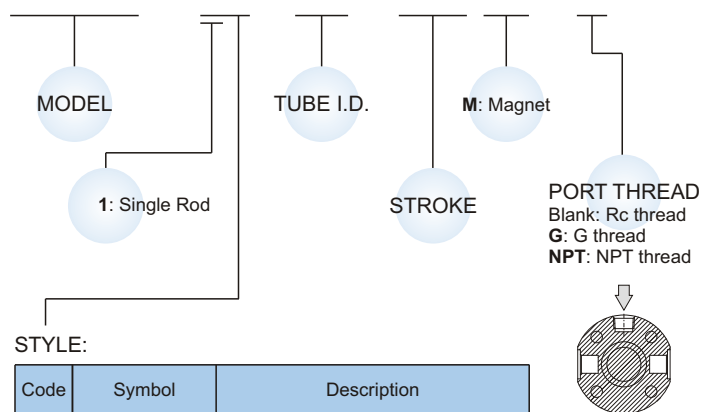 MODEL
TUBE I.D.
M: Magnet
1: Single Rod
STROKE
PORT THREAD
Blank: Rc thread
G: G thread
NPT: NPT thread
STYLE:
Code Symbol Description